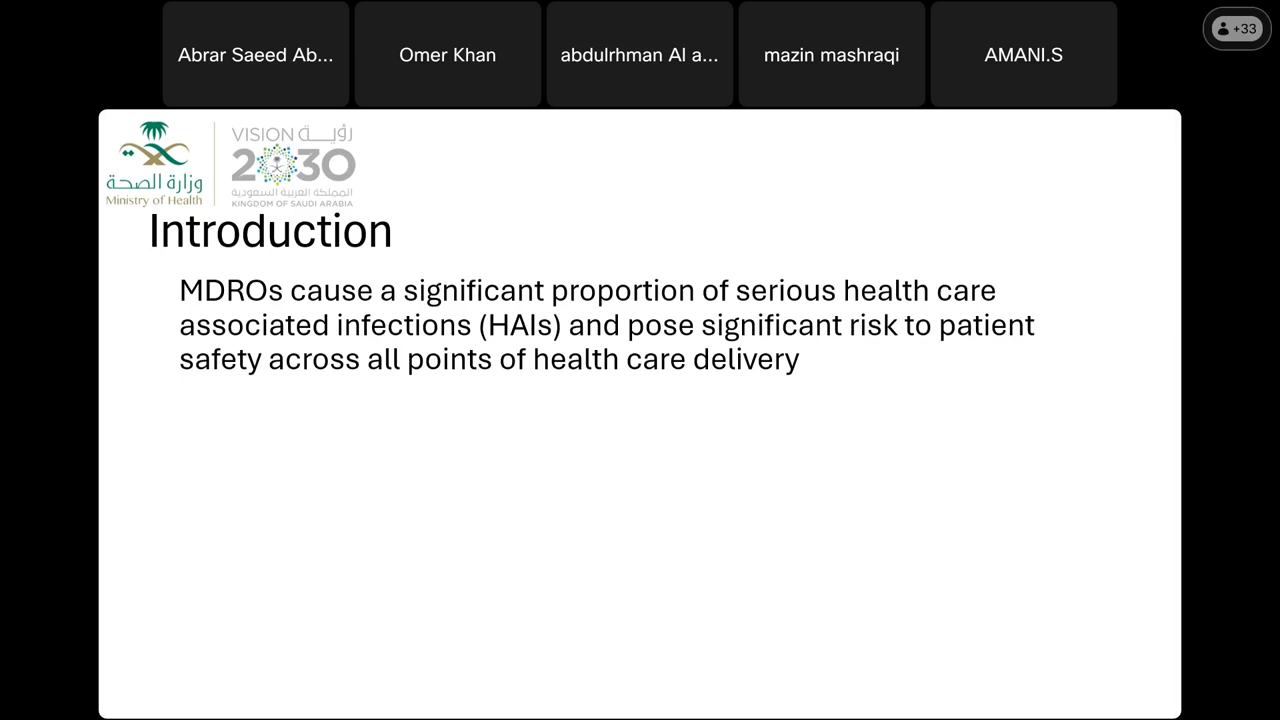 Abrar Saeed Ab...
Omer Khan
abdulrhman Al a...
mazin mashraqi
AMANI.S
+33
وزارة الصحة
Ministry of Health
VISION رؤيـــة
2030
المملكة العربية السعودية
KINGDOM OF SAUDI ARABIA
Introduction
MDROs cause a significant proportion of serious health care
associated infections (HAIs) and pose significant risk to patient
safety across all points of health care delivery